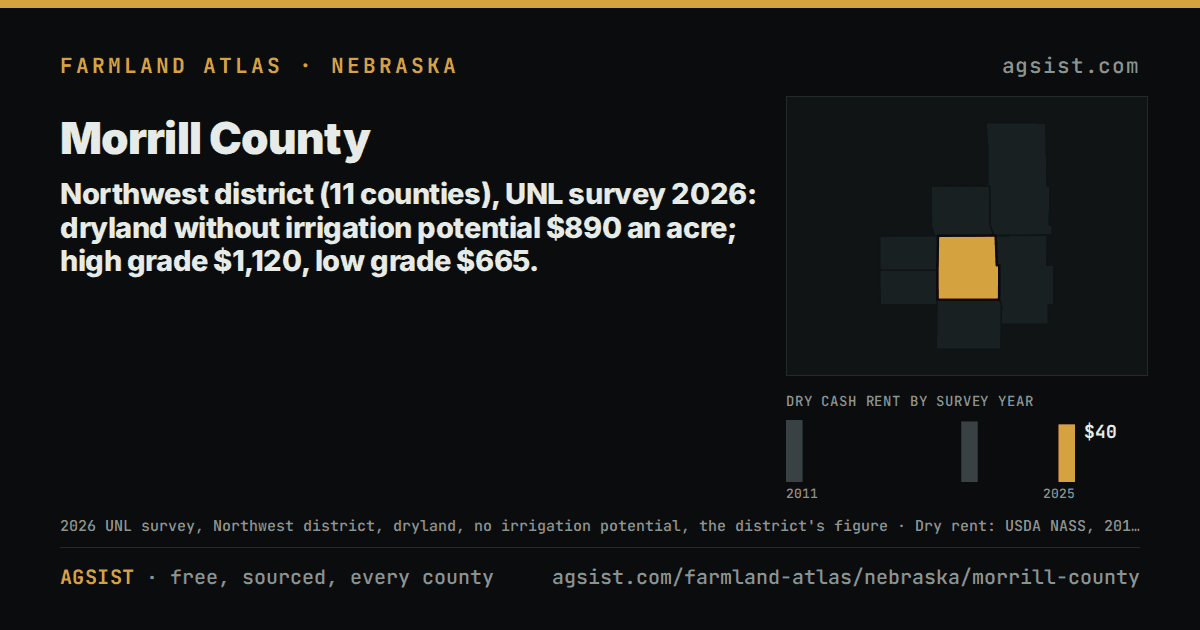 FARMLAND ATLAS · NEBRASKA
agsist.com
Morrill County
Northwest district (11 counties), UNL survey 2026:
dryland without irrigation potential $890 an acre;
high grade $1,120, low grade $665.
DRY CASH RENT BY SURVEY YEAR
$40
2011
2025
2026 UNL survey, Northwest district, dryland, no irrigation potential, the district's figure · Dry rent: USDA NASS, 201…
AGSIST · free, sourced, every county
agsist.com/farmland-atlas/nebraska/morrill-county